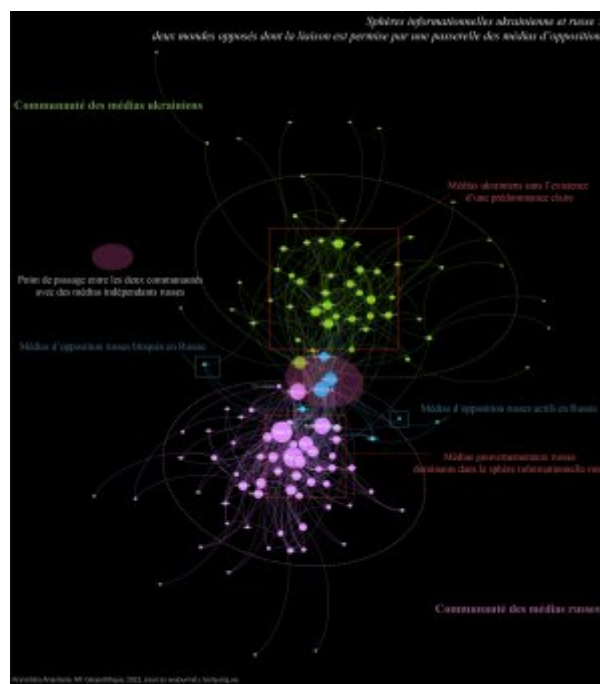 Sphères informationnelles ukrainienne et russe :
deux mondes opposés dont la liaison est permise par une passerelle des médias d'opposition
Communauté des médias ukrainiens
Médias ukrainiens sans l'existence
d'une prédominance claire
Point de passage entre les deux communautés
avec des médias indépendants russes
Médias d'opposition russes bloqués en Russie
Médias d'opposition russes actifs en Russie
Médias gouvernementaux russes
dominants dans la sphère informationnelle
Communauté des médias russes